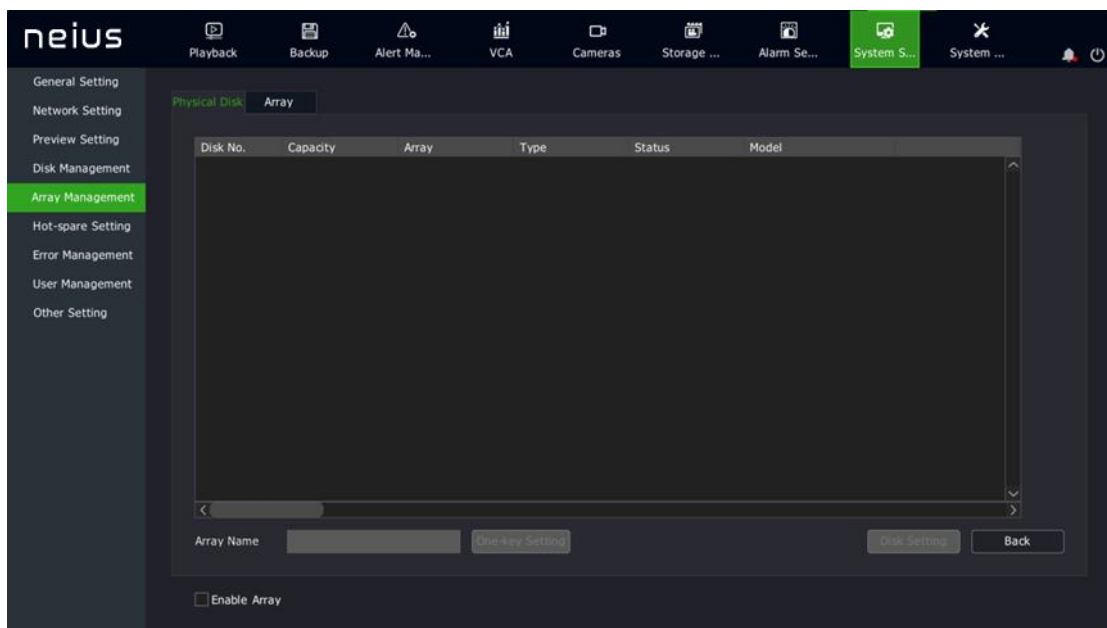 neius
Playback
Backup
Alert Ma...
VCA
Cameras
Storage ...
Alarm Se...
System S...
System ...
General Setting
Network Setting
Preview Setting
Disk Management
Array Management
Hot-spare Setting
Error Management
User Management
Other Setting
Physical Disk Array
Disk No. Capacity Array Type Status Model
Array Name One-key Setting Disk Setting Back
Enable Array